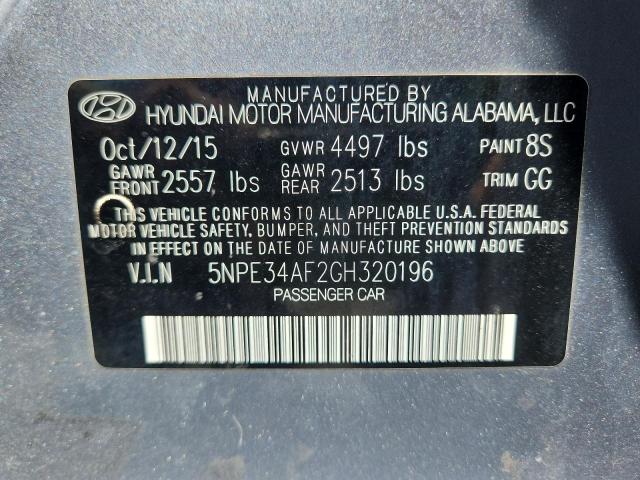 MANUFACTURED BY
HYUNDAI MOTOR MANUFACTURING ALABAMA, LLC
Oct/12/15 GVWR 4497 lbs PAINT 8S
GAWR FRONT 2557 lbs GAWR REAR 2513 lbs TRIM GG
THIS VEHICLE CONFORMS TO ALL APPLICABLE U.S.A. FEDERAL
MOTOR VEHICLE SAFETY, BUMPER, AND THEFT PREVENTION STANDARDS
IN EFFECT ON THE DATE OF MANUFACTURE SHOWN ABOVE.
V.I.N 5NPE34AF2GH320196
PASSENGER CAR